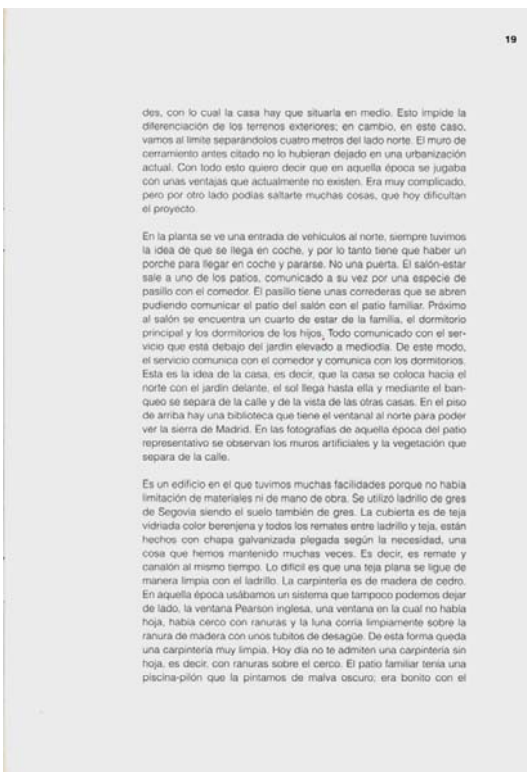 19
des, con lo cual la casa hay que situarla en medio. Esto impide la
diferenciación de los terrenos exteriores; en cambio, en este caso,
vamos al límite separándolos cuatro metros del lado norte. El muro de
cerramiento antes citado no lo hubieran dejado en una urbanización
actual. Con todo esto quiero decir que en aquella época se jugaba
con unas ventajas que actualmente no existen. Era muy complicado,
pero por otro lado podías saltarte muchas cosas, que hoy dificultan
el proyecto.
En la planta se ve una entrada de vehículos al norte, siempre tuvimos
la idea de que se llega en coche, y por lo tanto tiene que haber un
porche para llegar en coche y pararse. No una puerta. El salón-estar
sale a uno de los patios, comunicado a su vez por una especie de
pasillo con el comedor. El pasillo tiene unas correderas que se abren
pudiendo comunicar el patio del salón con el patio familiar. Próximo
al salón se encuentra un cuarto de estar de la familia, el dormitorio
principal y los dormitorios de los hijos. Todo comunicado con el ser-
vicio que está debajo del jardín elevado a mediodía. De este modo,
el servicio comunica con el comedor y comunica con los dormitorios.
Esta es la idea de la casa, es decir, que la casa se coloca hacia el
norte con el jardín delante, el sol llega hasta ella y mediante el ban-
queo se separa de la calle y de la vista de las otras casas. En el piso
de arriba hay una biblioteca que tiene el ventanal al norte para poder
ver la sierra de Madrid. En las fotografías de aquella época del patio
representativo se observan los muros artificiales y la vegetación que
separa de la calle.
Es un edificio en el que tuvimos muchas facilidades porque no había
limitación de materiales ni de mano de obra. Se utilizó ladrillo de gres
de Segovia siendo el suelo también de gres. La cubierta es de teja
vidriada color berenjena y todos los remates entre ladrillo y teja, están
hechos con chapa galvanizada plegada según la necesidad, una
cosa que hemos mantenido muchas veces. Es decir, es remate y
canalón al mismo tiempo. Lo difícil es que una teja plana se ligue de
manera limpia con el ladrillo. La carpintería es de madera de cedro.
En aquella época usábamos un sistema que tampoco podemos dejar
de lado, la ventana Pearson inglesa, una ventana en la cual no había
hoja, había cerco con ranuras y la luna corría limpiamente sobre la
ranura de madera con unos tubitos de desagüe. De esta forma queda
una carpintería muy limpia. Hoy día no te admiten una carpintería sin
hoja, es decir, con ranuras sobre el cerco. El patio familiar tenía una
piscina-pilón que la pintamos de malva oscuro; era bonito con el